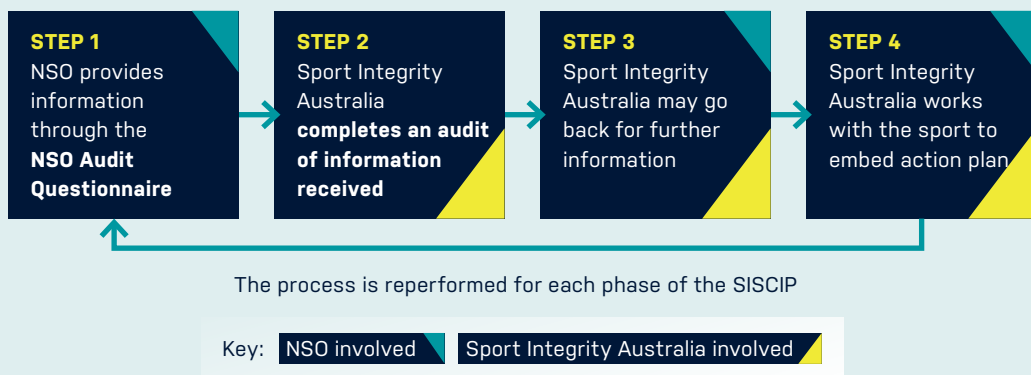 STEP 1
NSO provides
information
through the
NSO Audit
Questionnaire
STEP 2
Sport Integrity
Australia
completes an audit
of information
received
STEP 3
Sport Integrity
Australia may go
back for further
information
STEP 4
Sport Integrity
Australia works
with the sport to
embed action plan
The process is reperformed for each phase of the SISCIP
Key: NSO involved Sport Integrity Australia involved